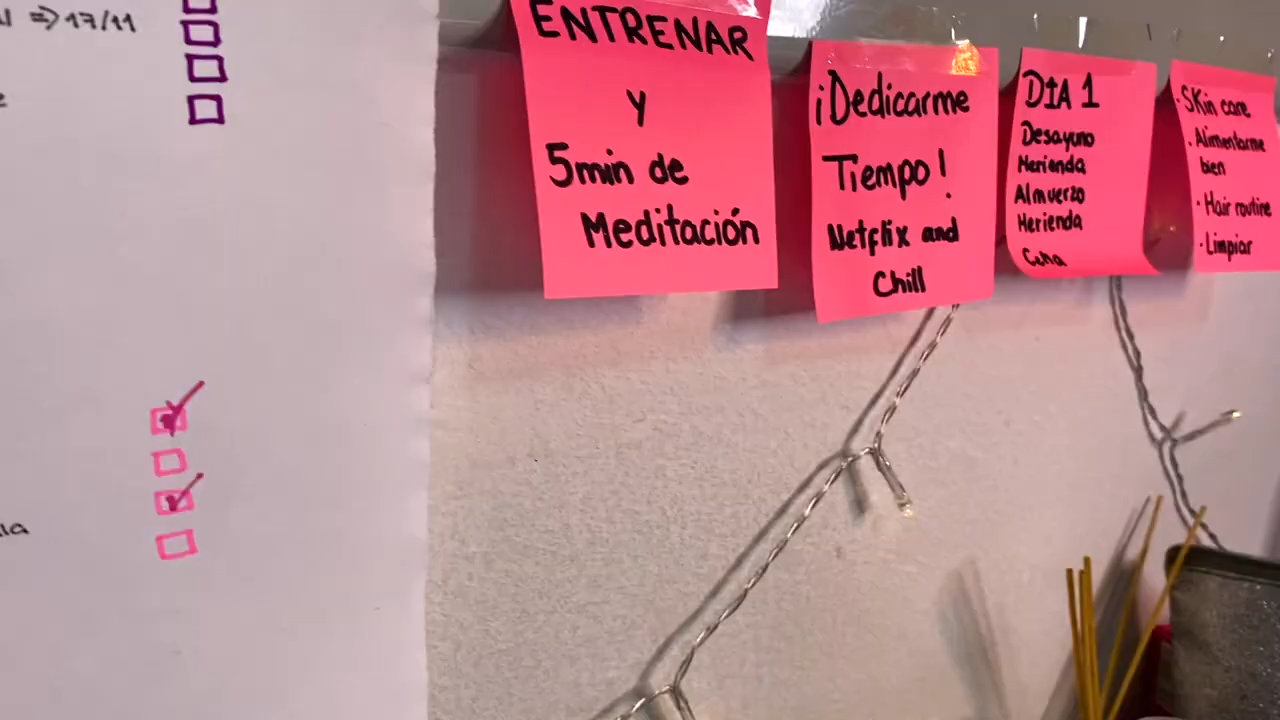 ⇒17/11
ENTRENAR
y
5min de
Meditación
¡Dedicarme
Tiempo!
Netflix and
Chill
DIA 1
Desayuno
Merienda
Almuerzo
Merienda
Cena
· Skin care
· Alimentarme
bien
· Hair routine
· Limpiar